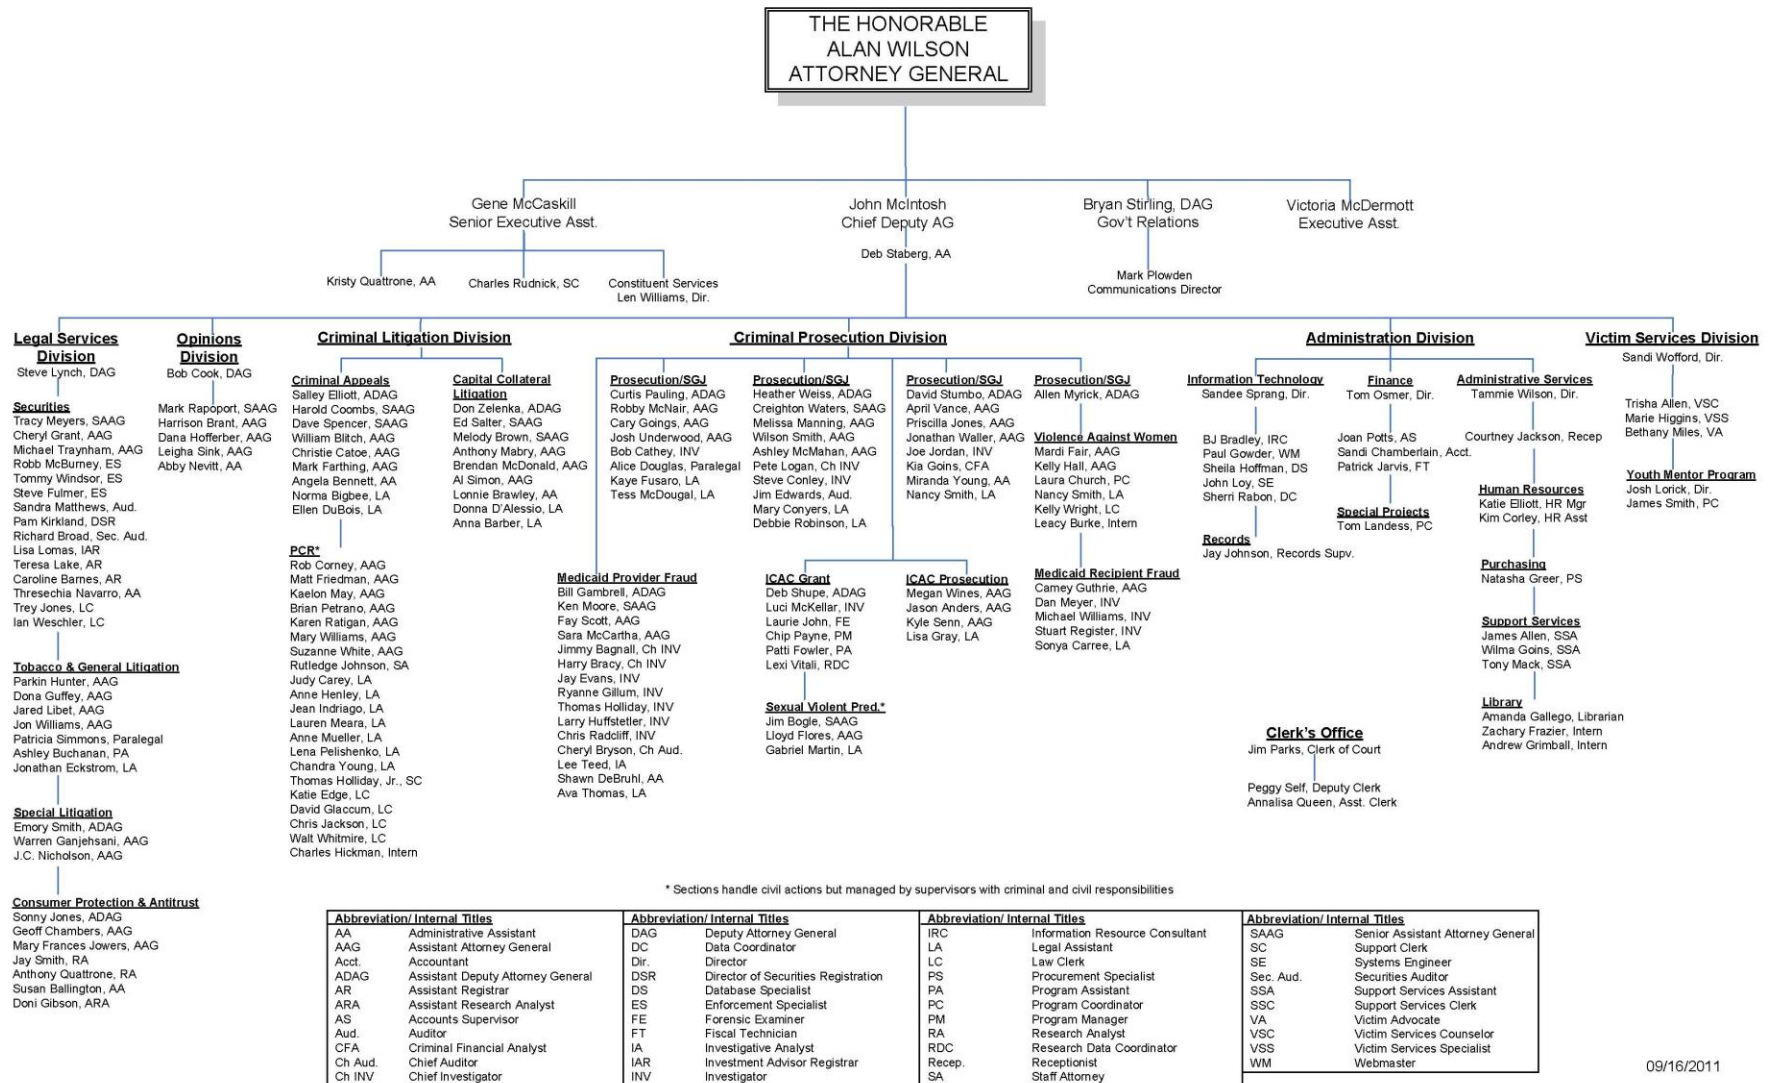 THE HONORABLE
ALAN WILSON
ATTORNEY GENERAL
Gene McCaskill
Senior Executive Asst.
John McIntosh
Chief Deputy AG
Bryan Stirling, DAG
Gov't Relations
Victoria McDermott
Executive Asst.
Deb Staberg, AA
Kristy Quattrone, AA
Charles Rudnick, SC
Constituent Services
Len Williams, Dir.
Mark Plowden
Communications Director
Legal Services
Division
Steve Lynch, DAG
Securities
Tracy Meyers, SAAG
Cheryl Grant, AAG
Michael Traynham, AAG
Robb McBurney, ES
Tommy Windsor, ES
Steve Fulmer, ES
Sandra Matthews, Aud.
Pam Kirkland, DSR
Richard Broad, Sec. Aud.
Lisa Lomas, IAR
Teresa Lake, AR
Caroline Barnes, AR
Thresechia Navarro, AA
Trey Jones, LC
Ian Weschler, LC
Tobacco & General Litigation
Parkin Hunter, AAG
Dona Guffey, AAG
Jared Libet, AAG
Jon Williams, AAG
Patricia Simmons, Paralegal
Ashley Buchanan, PA
Jonathan Eckstrom, LA
Special Litigation
Emory Smith, ADAG
Warren Ganjehsani, AAG
J.C. Nicholson, AAG
Consumer Protection & Antitrust
Sonny Jones, ADAG
Geoff Chambers, AAG
Mary Frances Jowers, AAG
Jay Smith, RA
Anthony Quattrone, RA
Susan Ballington, AA
Doni Gibson, ARA
Opinions
Division
Bob Cook, DAG
Mark Rapoport, SAAG
Harrison Brant, AAG
Dana Hofferber, AAG
Leigha Sink, AAG
Abby Nevitt, AA
Criminal Litigation Division
Criminal Appeals
Salley Elliott, ADAG
Harold Coombs, SAAG
Dave Spencer, SAAG
William Blitch, AAG
Christie Catoe, AAG
Mark Farthing, AAG
Angela Bennett, AA
Norma Bigbee, LA
Ellen DuBois, LA
PCR*
Rob Corney, AAG
Matt Friedman, AAG
Kaelon May, AAG
Brian Petrano, AAG
Karen Ratigan, AAG
Mary Williams, AAG
Suzanne White, AAG
Rutledge Johnson, SA
Judy Carey, LA
Anne Henley, LA
Jean Indriago, LA
Lauren Meara, LA
Anne Mueller, LA
Lena Pelishenko, LA
Chandra Young, LA
Thomas Holliday, Jr., SC
Katie Edge, LC
David Glaccum, LC
Chris Jackson, LC
Walt Whitmire, LC
Charles Hickman, Intern
Capital Collateral
Litigation
Don Zelenka, ADAG
Ed Salter, SAAG
Melody Brown, SAAG
Anthony Mabry, AAG
Brendan McDonald, AAG
Al Simon, AAG
Lonnie Brawley, AA
Donna D'Alessio, LA
Anna Barber, LA
Criminal Prosecution Division
Prosecution/SGJ
Curtis Pauling, ADAG
Robby McNair, AAG
Cary Goings, AAG
Josh Underwood, AAG
Bob Cathey, INV
Alice Douglas, Paralegal
Kaye Fusaro, LA
Tess McDougal, LA
Medicaid Provider Fraud
Bill Gambrell, ADAG
Ken Moore, SAAG
Fay Scott, AAG
Sara McCartha, AAG
Jimmy Bagnall, Ch INV
Harry Bracy, Ch INV
Jay Evans, INV
Ryanne Gillum, INV
Thomas Holliday, INV
Larry Huffstetler, INV
Chris Radcliff, INV
Cheryl Bryson, Ch Aud.
Lee Teed, IA
Shawn DeBruhl, AA
Ava Thomas, LA
Prosecution/SGJ
Heather Weiss, ADAG
Creighton Waters, SAAG
Melissa Manning, AAG
Wilson Smith, AAG
Ashley McMahan, AAG
Pete Logan, Ch INV
Steve Conley, INV
Jim Edwards, Aud.
Mary Conyers, LA
Debbie Robinson, LA
ICAC Grant
Deb Shupe, ADAG
Luci McKellar, INV
Laurie John, FE
Chip Payne, PM
Patti Fowler, PA
Lexi Vitali, RDC
Sexual Violent Pred.*
Jim Bogle, SAAG
Lloyd Flores, AAG
Gabriel Martin, LA
Prosecution/SGJ
David Stumbo, ADAG
April Vance, AAG
Priscilla Jones, AAG
Jonathan Waller, AAG
Joe Jordan, INV
Kia Goins, CFA
Miranda Young, AA
Nancy Smith, LA
ICAC Prosecution
Megan Wines, AAG
Jason Anders, AAG
Kyle Senn, AAG
Lisa Gray, LA
Prosecution/SGJ
Allen Myrick, ADAG
Violence Against Women
Mardi Fair, AAG
Kelly Hall, AAG
Laura Church, PC
Nancy Smith, LA
Kelly Wright, LC
Leacy Burke, Intern
Medicaid Recipient Fraud
Camey Guthrie, AAG
Dan Meyer, INV
Michael Williams, INV
Stuart Register, INV
Sonya Carree, LA
Administration Division
Information Technology
Sandee Sprang, Dir.
BJ Bradley, IRC
Paul Gowder, WM
Sheila Hoffman, DS
John Loy, SE
Sherri Rabon, DC
Records
Jay Johnson, Records Supv.
Finance
Tom Osmer, Dir.
Joan Potts, AS
Sandi Chamberlain, Acct.
Patrick Jarvis, FT
Special Projects
Tom Landess, PC
Administrative Services
Tammie Wilson, Dir.
Courtney Jackson, Recep
Human Resources
Katie Elliott, HR Mgr
Kim Corley, HR Asst
Purchasing
Natasha Greer, PS
Support Services
James Allen, SSA
Wilma Goins, SSA
Tony Mack, SSA
Library
Amanda Gallego, Librarian
Zachary Frazier, Intern
Andrew Grimball, Intern
Clerk's Office
Jim Parks, Clerk of Court
Peggy Self, Deputy Clerk
Annalisa Queen, Asst. Clerk
Victim Services Division
Sandi Wofford, Dir.
Trisha Allen, VSC
Marie Higgins, VSS
Bethany Miles, VA
Youth Mentor Program
Josh Lorick, Dir.
James Smith, PC
* Sections handle civil actions but managed by supervisors with criminal and civil responsibilities
Abbreviation/ Internal Titles
AA Administrative Assistant
AAG Assistant Attorney General
Acct. Accountant
ADAG Assistant Deputy Attorney General
AR Assistant Registrar
ARA Assistant Research Analyst
AS Accounts Supervisor
Aud. Auditor
CFA Criminal Financial Analyst
Ch Aud. Chief Auditor
Ch INV Chief Investigator
Abbreviation/ Internal Titles
DAG Deputy Attorney General
DC Data Coordinator
Dir. Director
DSR Director of Securities Registration
DS Database Specialist
ES Enforcement Specialist
FE Forensic Examiner
FT Fiscal Technician
IA Investigative Analyst
IAR Investment Advisor Registrar
INV Investigator
Abbreviation/ Internal Titles
IRC Information Resource Consultant
LA Legal Assistant
LC Law Clerk
PS Procurement Specialist
PA Program Assistant
PC Program Coordinator
PM Program Manager
RA Research Analyst
RDC Research Data Coordinator
Recep. Receptionist
SA Staff Attorney
Abbreviation/ Internal Titles
SAAG Senior Assistant Attorney General
SC Support Clerk
SE Systems Engineer
Sec. Aud. Securities Auditor
SSA Support Services Assistant
SSC Support Services Clerk
VA Victim Advocate
VSC Victim Services Counselor
VSS Victim Services Specialist
WM Webmaster
09/16/2011